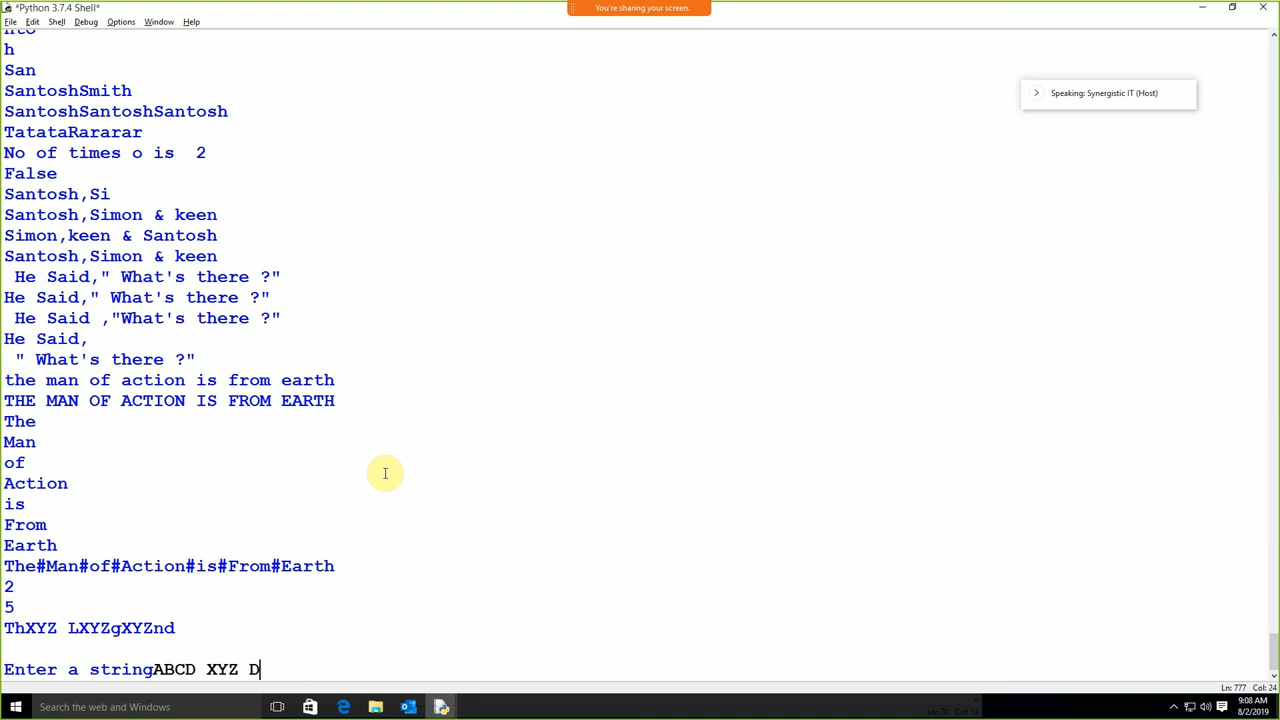 *Python 3.7.4 Shell*
You're sharing your screen.
File Edit Shell Debug Options Window Help
h
San
Speaking: Synergistic IT (Host)
SantoshSmith
SantoshSantoshSantosh
TatataRararar
No of times o is  2
False
Santosh,Si
Santosh,Simon & keen
Simon,keen & Santosh
Santosh,Simon & keen
He Said," What's there ?"
He Said," What's there ?"
He Said ,"What's there ?"
He Said,
" What's there ?"
the man of action is from earth
THE MAN OF ACTION IS FROM EARTH
The
Man
of
Action
is
From
Earth
The#Man#of#Action#is#From#Earth
2
5
ThXYZ LXYZgXYZnd
Enter a stringABCD XYZ D
Ln: 777 Col: 24
Search the web and Windows
9:08 AM
8/2/2019